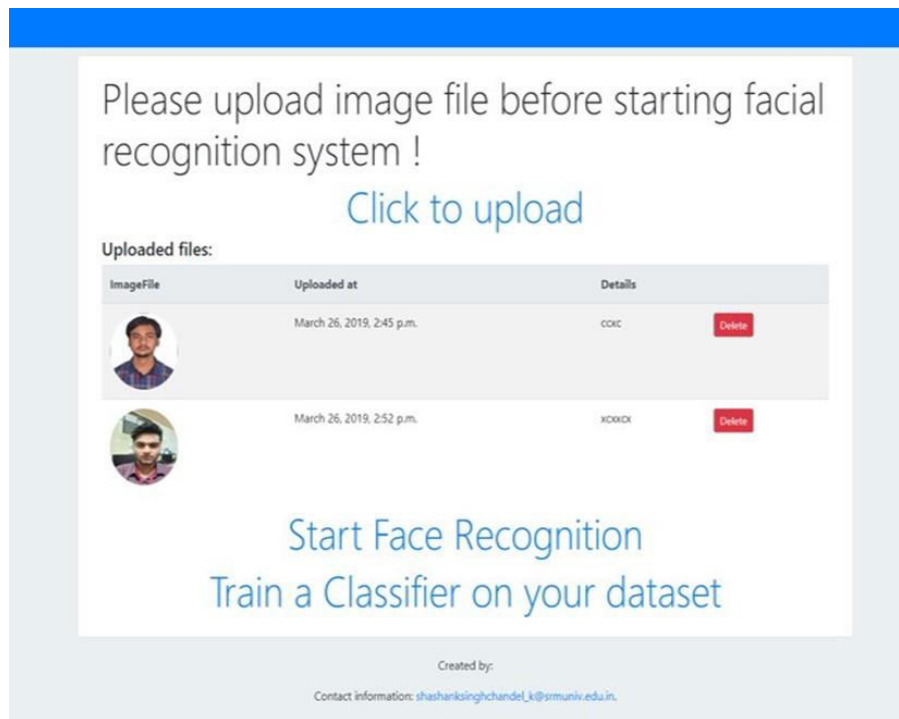 Please upload image file before starting facial
recognition system !
Click to upload
Uploaded files:
ImageFile Uploaded at Details
March 26, 2019, 2:45 p.m. ccxc Delete
March 26, 2019, 2:52 p.m. xcxxcx Delete
Start Face Recognition
Train a Classifier on your dataset
Created by:
Contact information: shashanksinghchandel_k@srmuniv.edu.in.